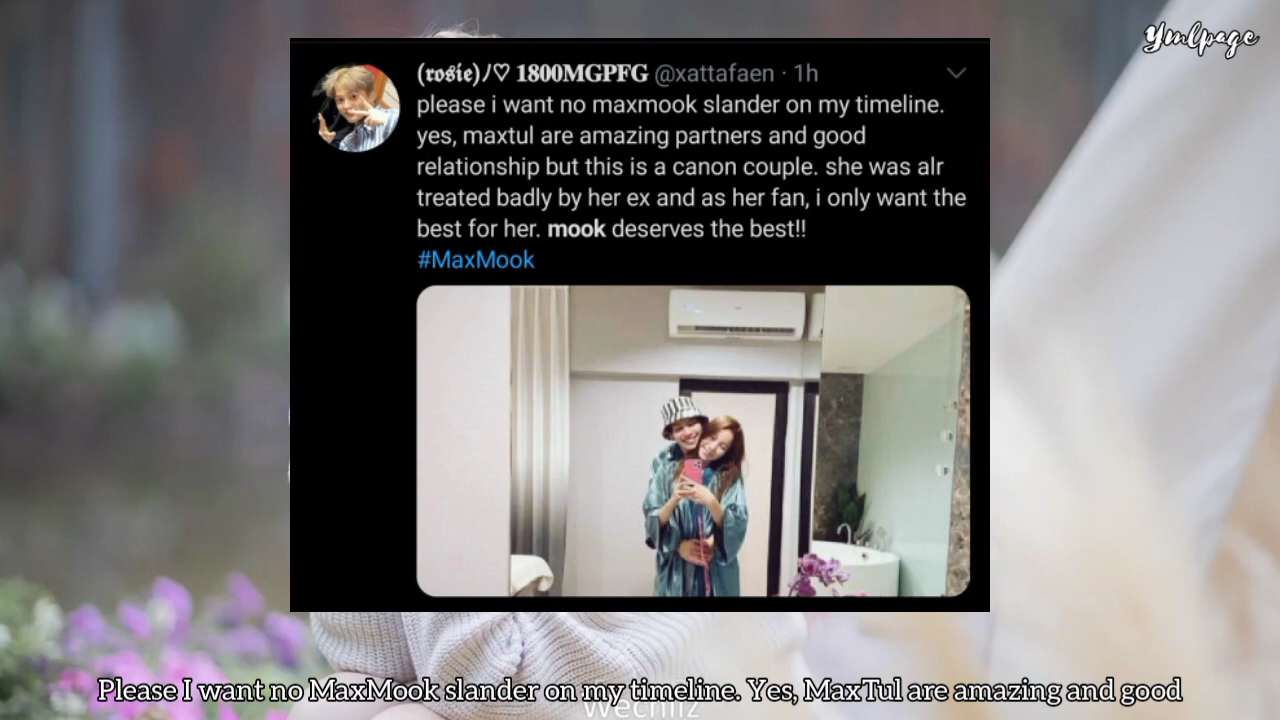 Ymlpage
(rosie)ﾉ♡ 1800MGPFG @xattafaen · 1h
please i want no maxmook slander on my timeline.
yes, maxtul are amazing partners and good
relationship but this is a canon couple. she was alr
treated badly by her ex and as her fan, i only want the
best for her. mook deserves the best!!
#MaxMook
Please I want no MaxMook slander on my timeline. Yes, MaxTul are amazing and good